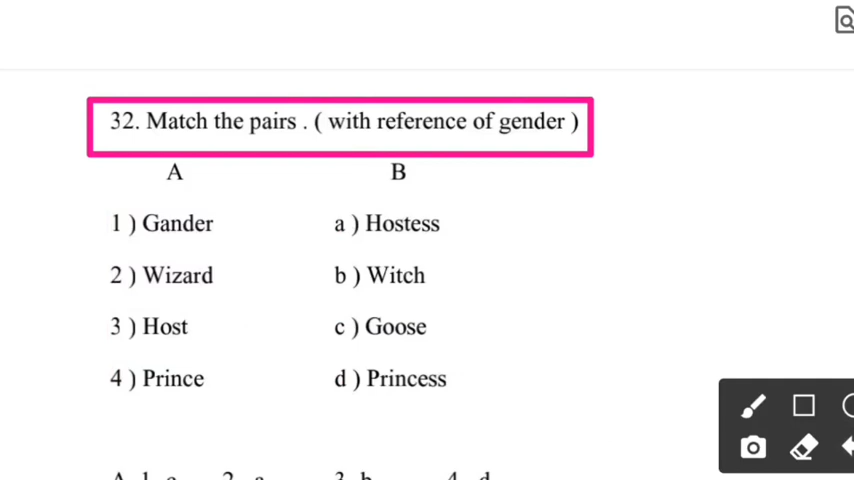 32. Match the pairs . ( with reference of gender )
A B
1 ) Gander a ) Hostess
2 ) Wizard b ) Witch
3 ) Host c ) Goose
4 ) Prince d ) Princess